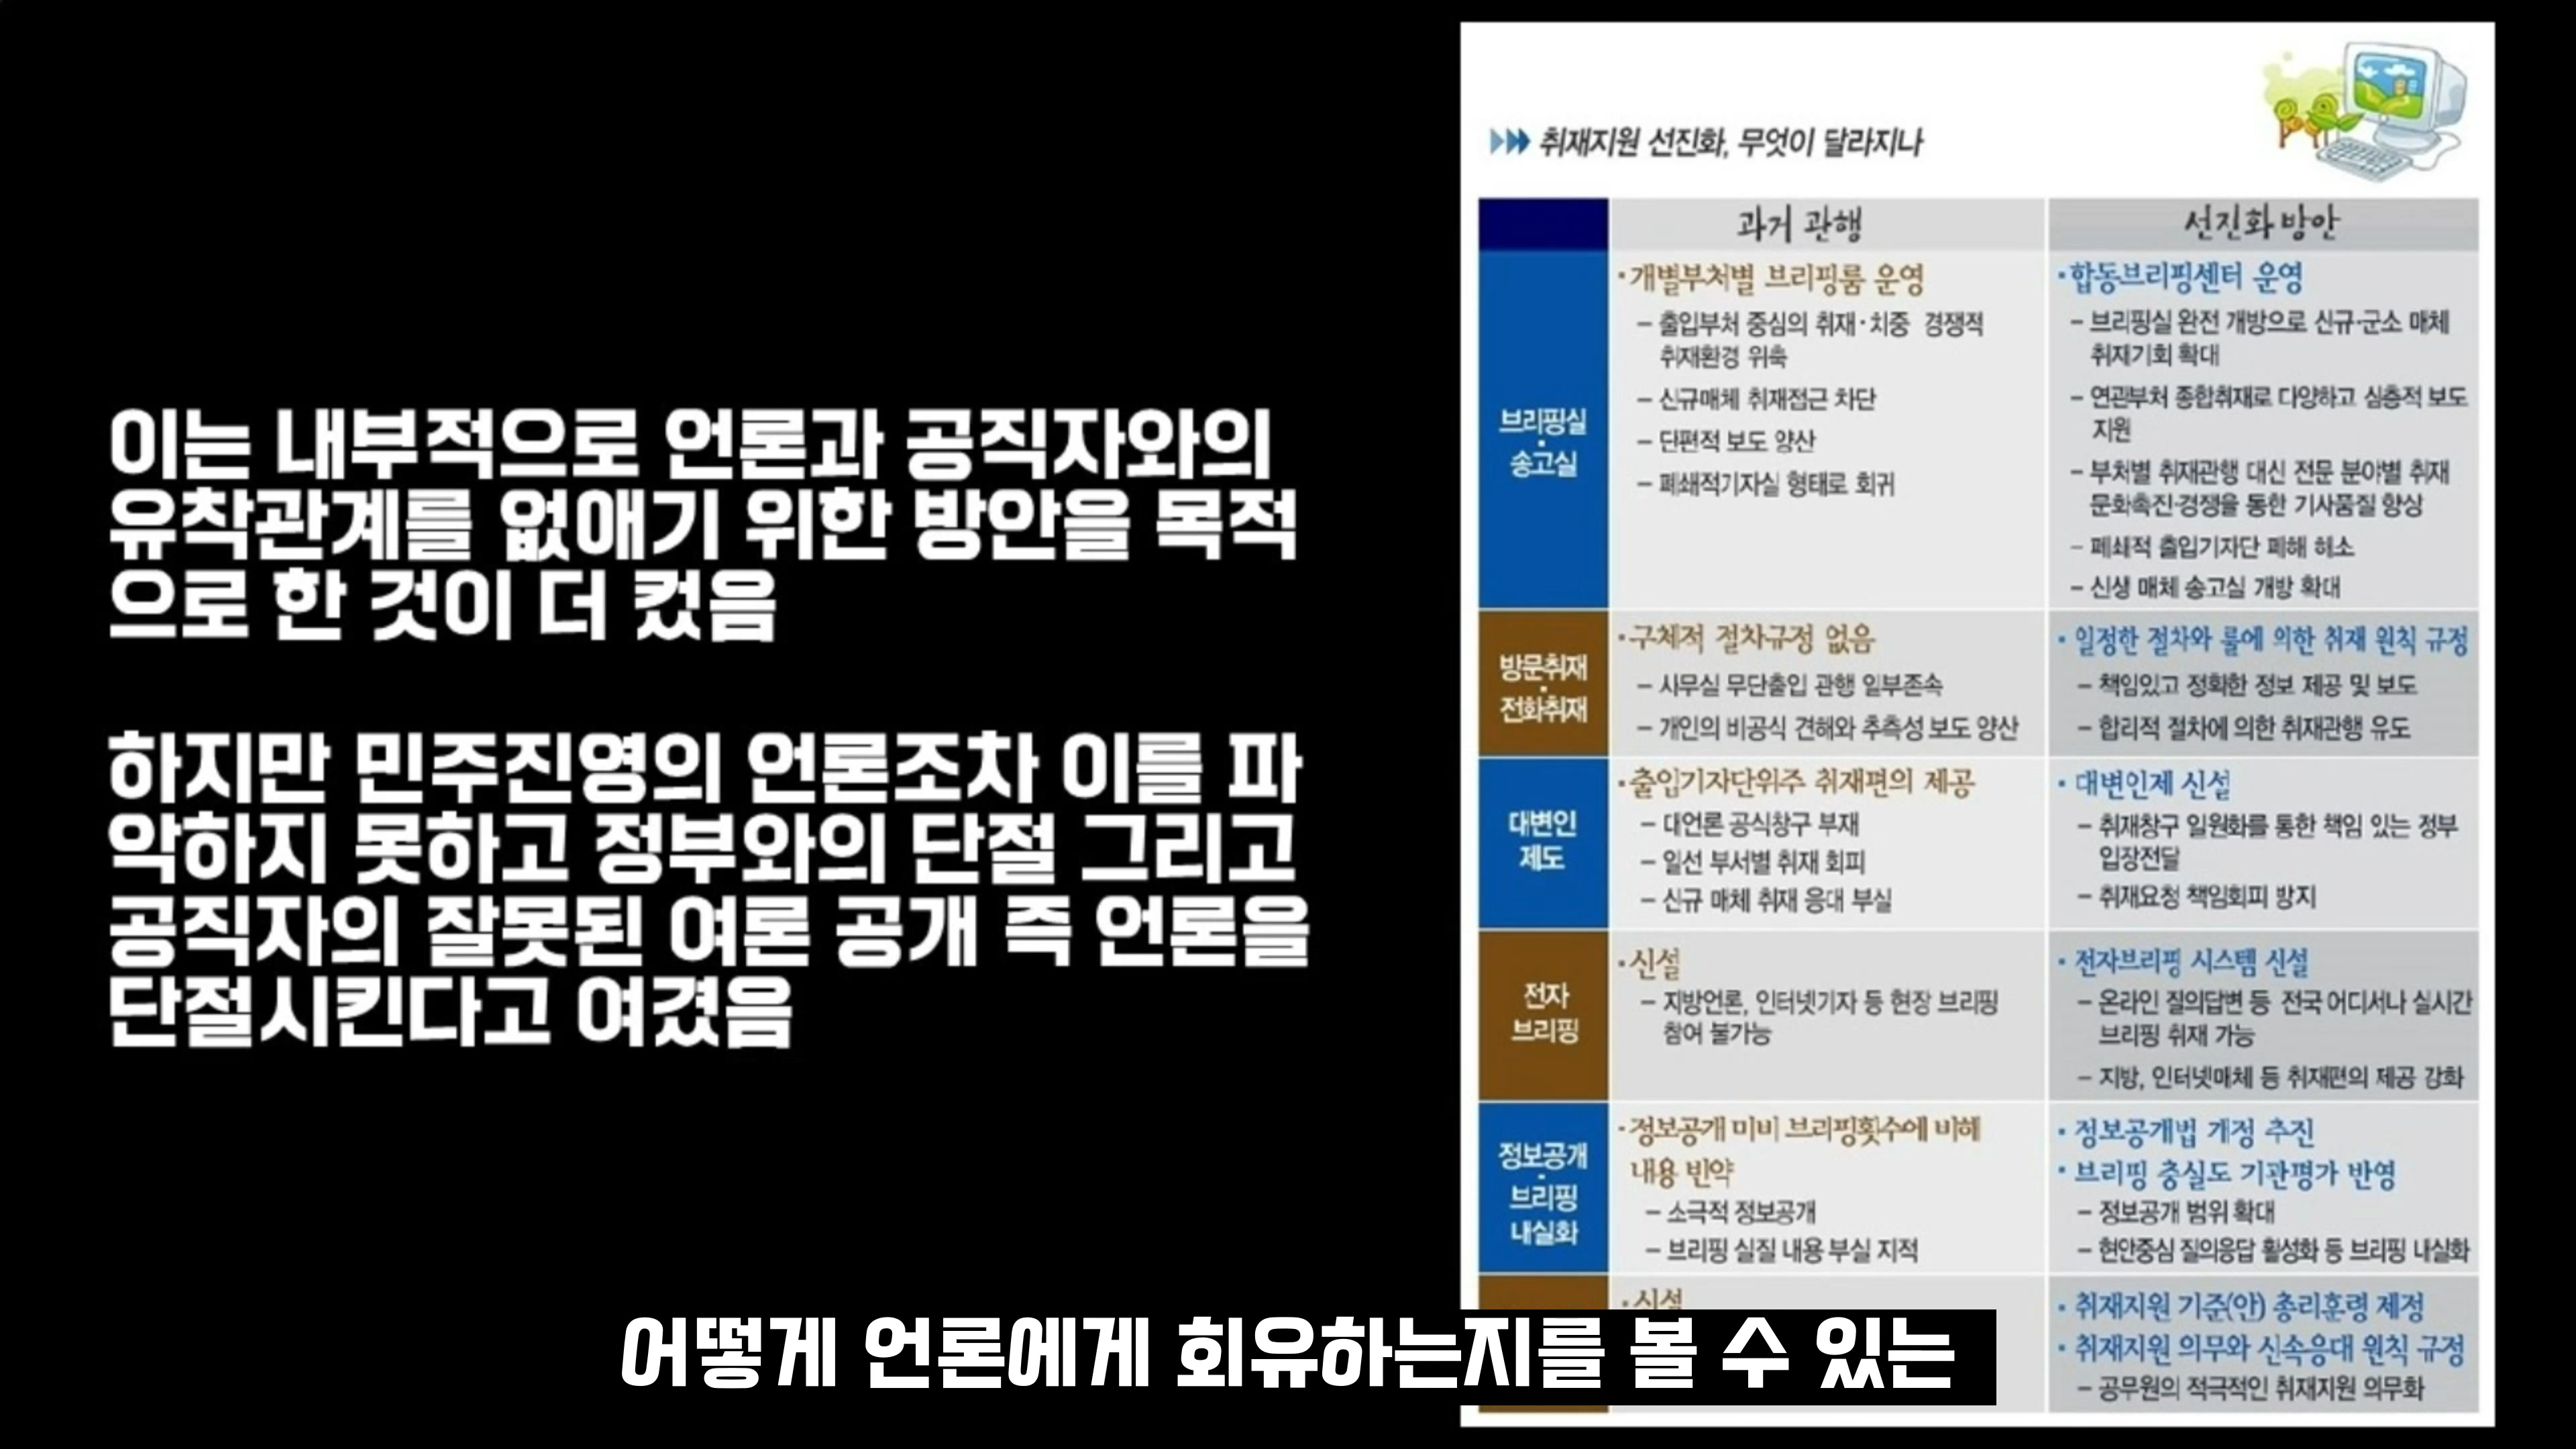 이는 내부적으로 언론과 공직자와의
유착관계를 없애기 위한 방안을 목적
으로 한 것이 더 컸음
하지만 민주진영의 언론조차 이를 파
악하지 못하고 정부와의 단절 그리고
공직자의 잘못된 여론 공개 즉 언론을
단절시킨다고 여겼음
취재지원 선진화, 무엇이 달라지나
과거 관행
선진화 방안
브리핑실
·
송고실
·개별부처별 브리핑룸 운영
– 출입부처 중심의 취재·치중 경쟁적
취재환경 위축
– 신규매체 취재접근 차단
– 단편적 보도 양산
– 폐쇄적기자실 형태로 회귀
·합동브리핑센터 운영
– 브리핑실 완전 개방으로 신규·군소 매체
취재기회 확대
– 연관부처 종합취재로 다양하고 심층적 보도
지원
– 부처별 취재관행 대신 전문 분야별 취재
문화촉진·경쟁을 통한 기사품질 향상
– 폐쇄적 출입기자단 폐해 해소
– 신생 매체 송고실 개방 확대
방문취재
·
전화취재
·구체적 절차규정 없음
– 사무실 무단출입 관행 일부존속
– 개인의 비공식 견해와 추측성 보도 양산
· 일정한 절차와 룰에 의한 취재 원칙 규정
– 책임있고 정확한 정보 제공 및 보도
– 합리적 절차에 의한 취재관행 유도
대변인
제도
·출입기자단위주 취재편의 제공
– 대언론 공식창구 부재
– 일선 부서별 취재 회피
– 신규 매체 취재 응대 부실
· 대변인제 신설
– 취재창구 일원화를 통한 책임 있는 정부
입장전달
– 취재요청 책임회피 방지
전자
브리핑
·신설
– 지방언론, 인터넷기자 등 현장 브리핑
참여 불가능
· 전자브리핑 시스템 신설
– 온라인 질의답변 등 전국 어디서나 실시간
브리핑 취재 가능
– 지방, 인터넷매체 등 취재편의 제공 강화
정보공개
·
브리핑
내실화
·정보공개 미비 브리핑횟수에 비해
내용 빈약
– 소극적 정보공개
– 브리핑 실질 내용 부실 지적
· 정보공개법 개정 추진
· 브리핑 충실도 기관평가 반영
– 정보공개 범위 확대
– 현안중심 질의응답 활성화 등 브리핑 내실화
·신설
· 취재지원 기준(안) 총리훈령 제정
· 취재지원 의무와 신속응대 원칙 규정
– 공무원의 적극적인 취재지원 의무화
어떻게 언론에게 회유하는지를 볼 수 있는